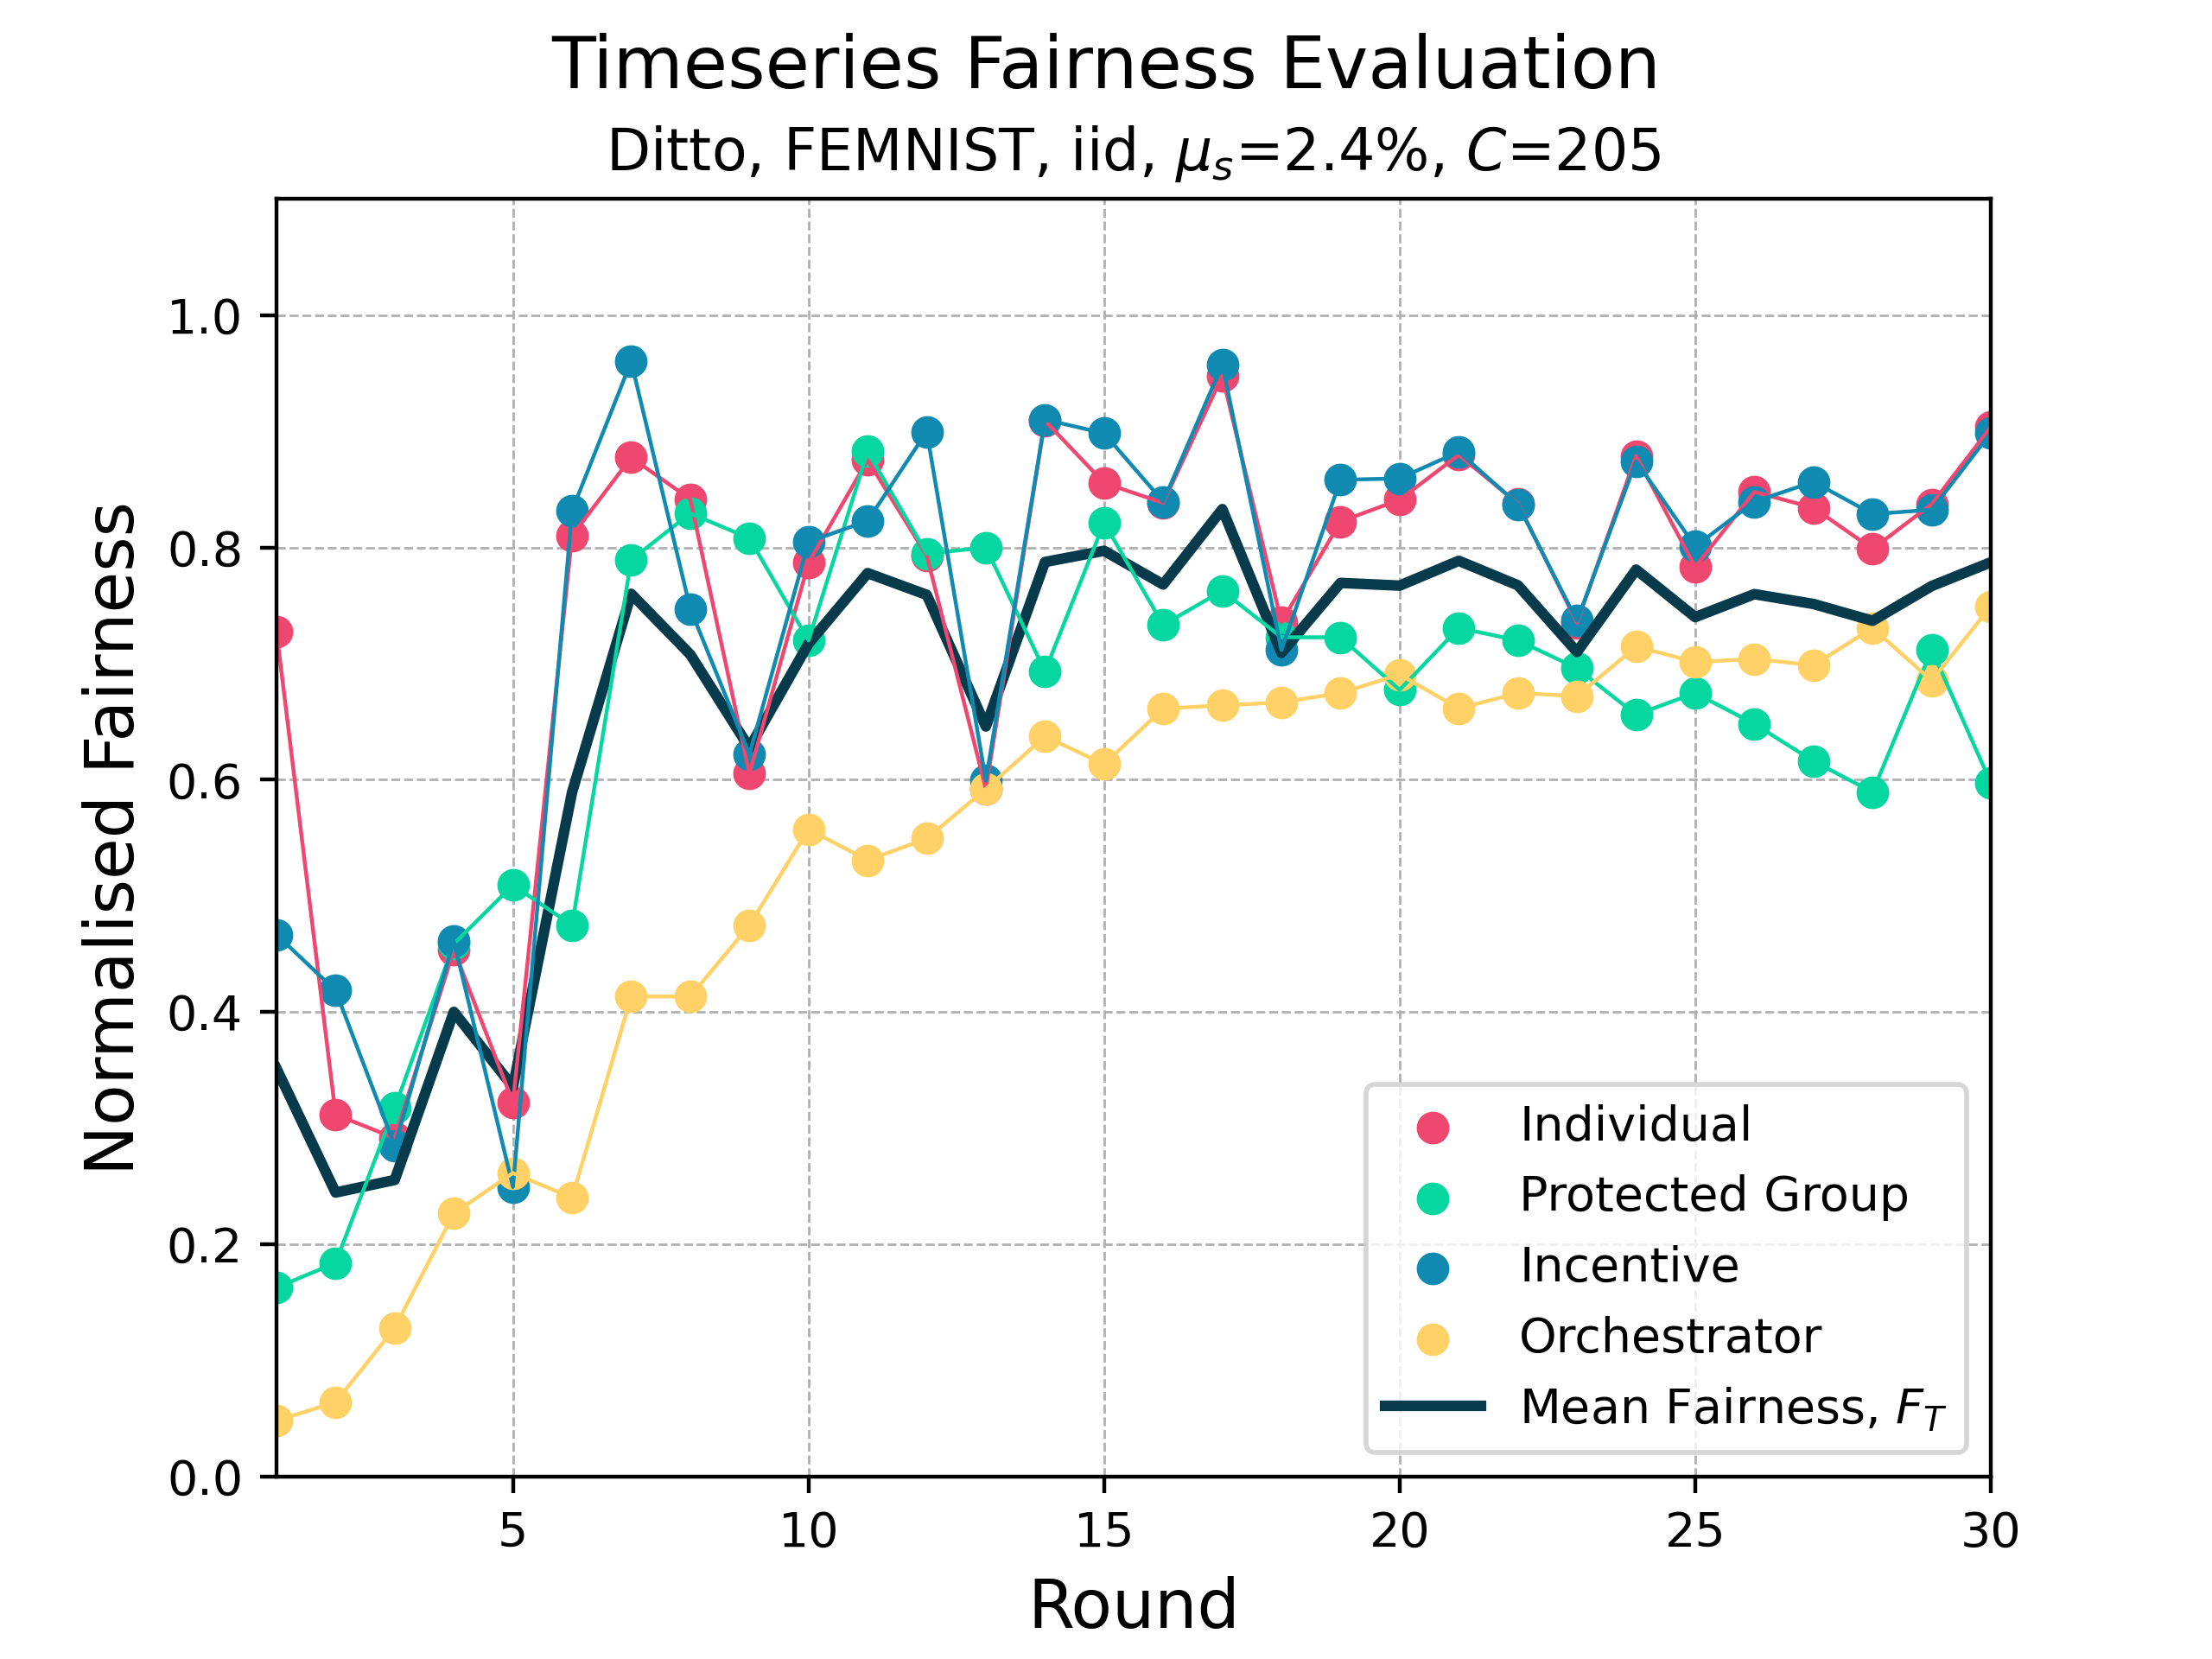 Timeseries Fairness Evaluation
Ditto, FEMNIST, iid, μₛ=2.4%, C=205
Normalised Fairness
1.0
0.8
0.6
0.4
0.2
0.0
5 10 15 20 25 30
Round
Individual
Protected Group
Incentive
Orchestrator
Mean Fairness, F_T